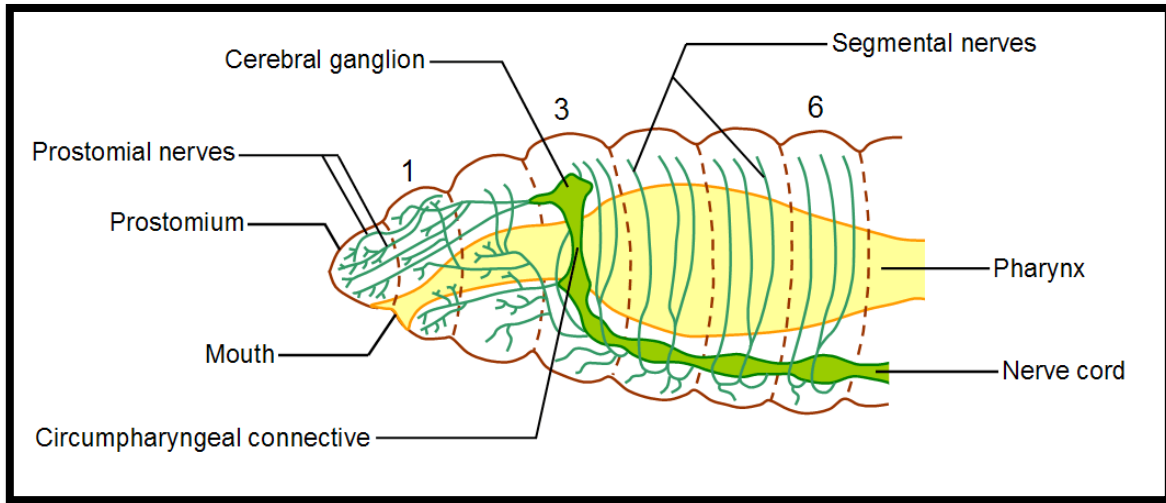 Cerebral ganglion
Segmental nerves
3
6
Prostomial nerves
1
Prostomium
Pharynx
Mouth
Nerve cord
Circumpharyngeal connective